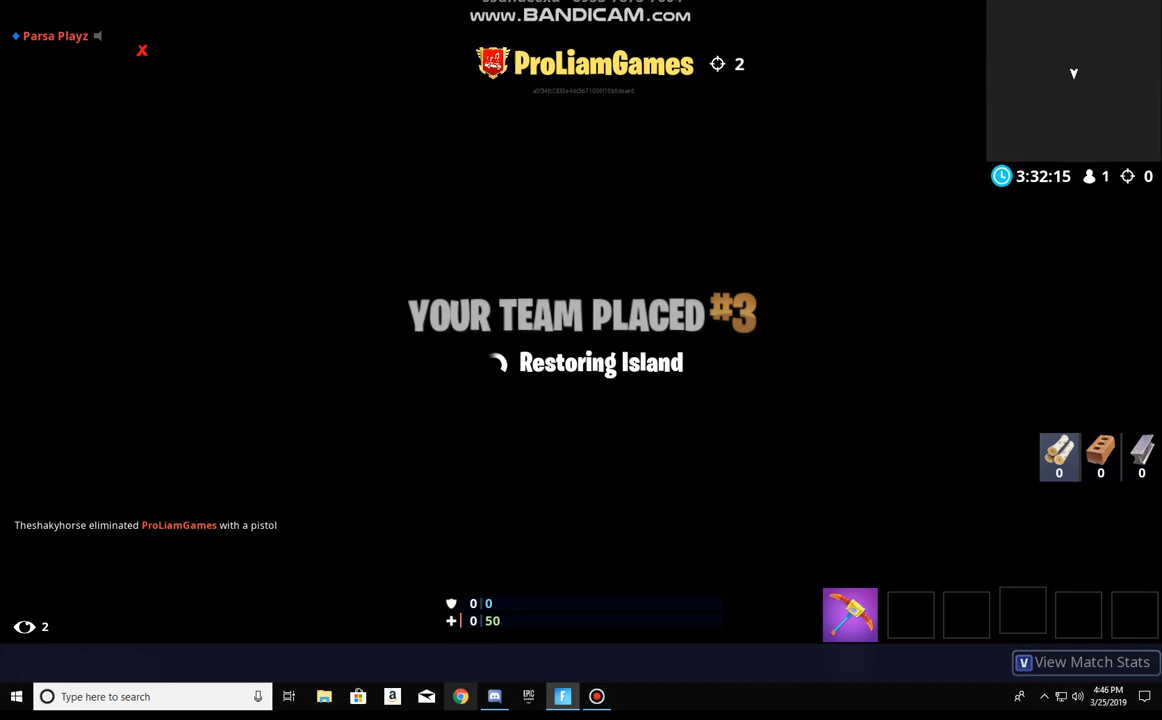 www.BANDICAM.com
Parsa Playz
X
ProLiamGames 2
3:32:15 1 0
YOUR TEAM PLACED #3
Restoring Island
0 0 0
Theshakyhorse eliminated ProLiamGames with a pistol
0 | 0
0 | 50
2
V View Match Stats
Type here to search
EPIC
F
4:46 PM
3/25/2019